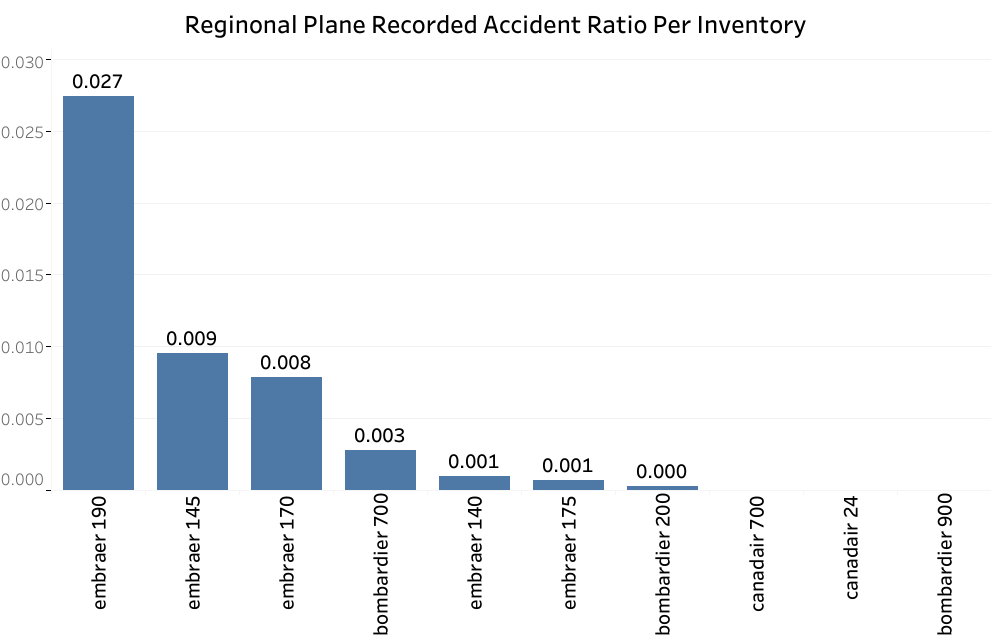 Reginonal Plane Recorded Accident Ratio Per Inventory
0.030
0.025
0.020
0.015
0.010
0.005
0.000
0.027
0.009
0.008
0.003
0.001
0.001
0.000
embraer 190
embraer 145
embraer 170
bombardier 700
embraer 140
embraer 175
bombardier 200
canadair 700
canadair 24
bombardier 900